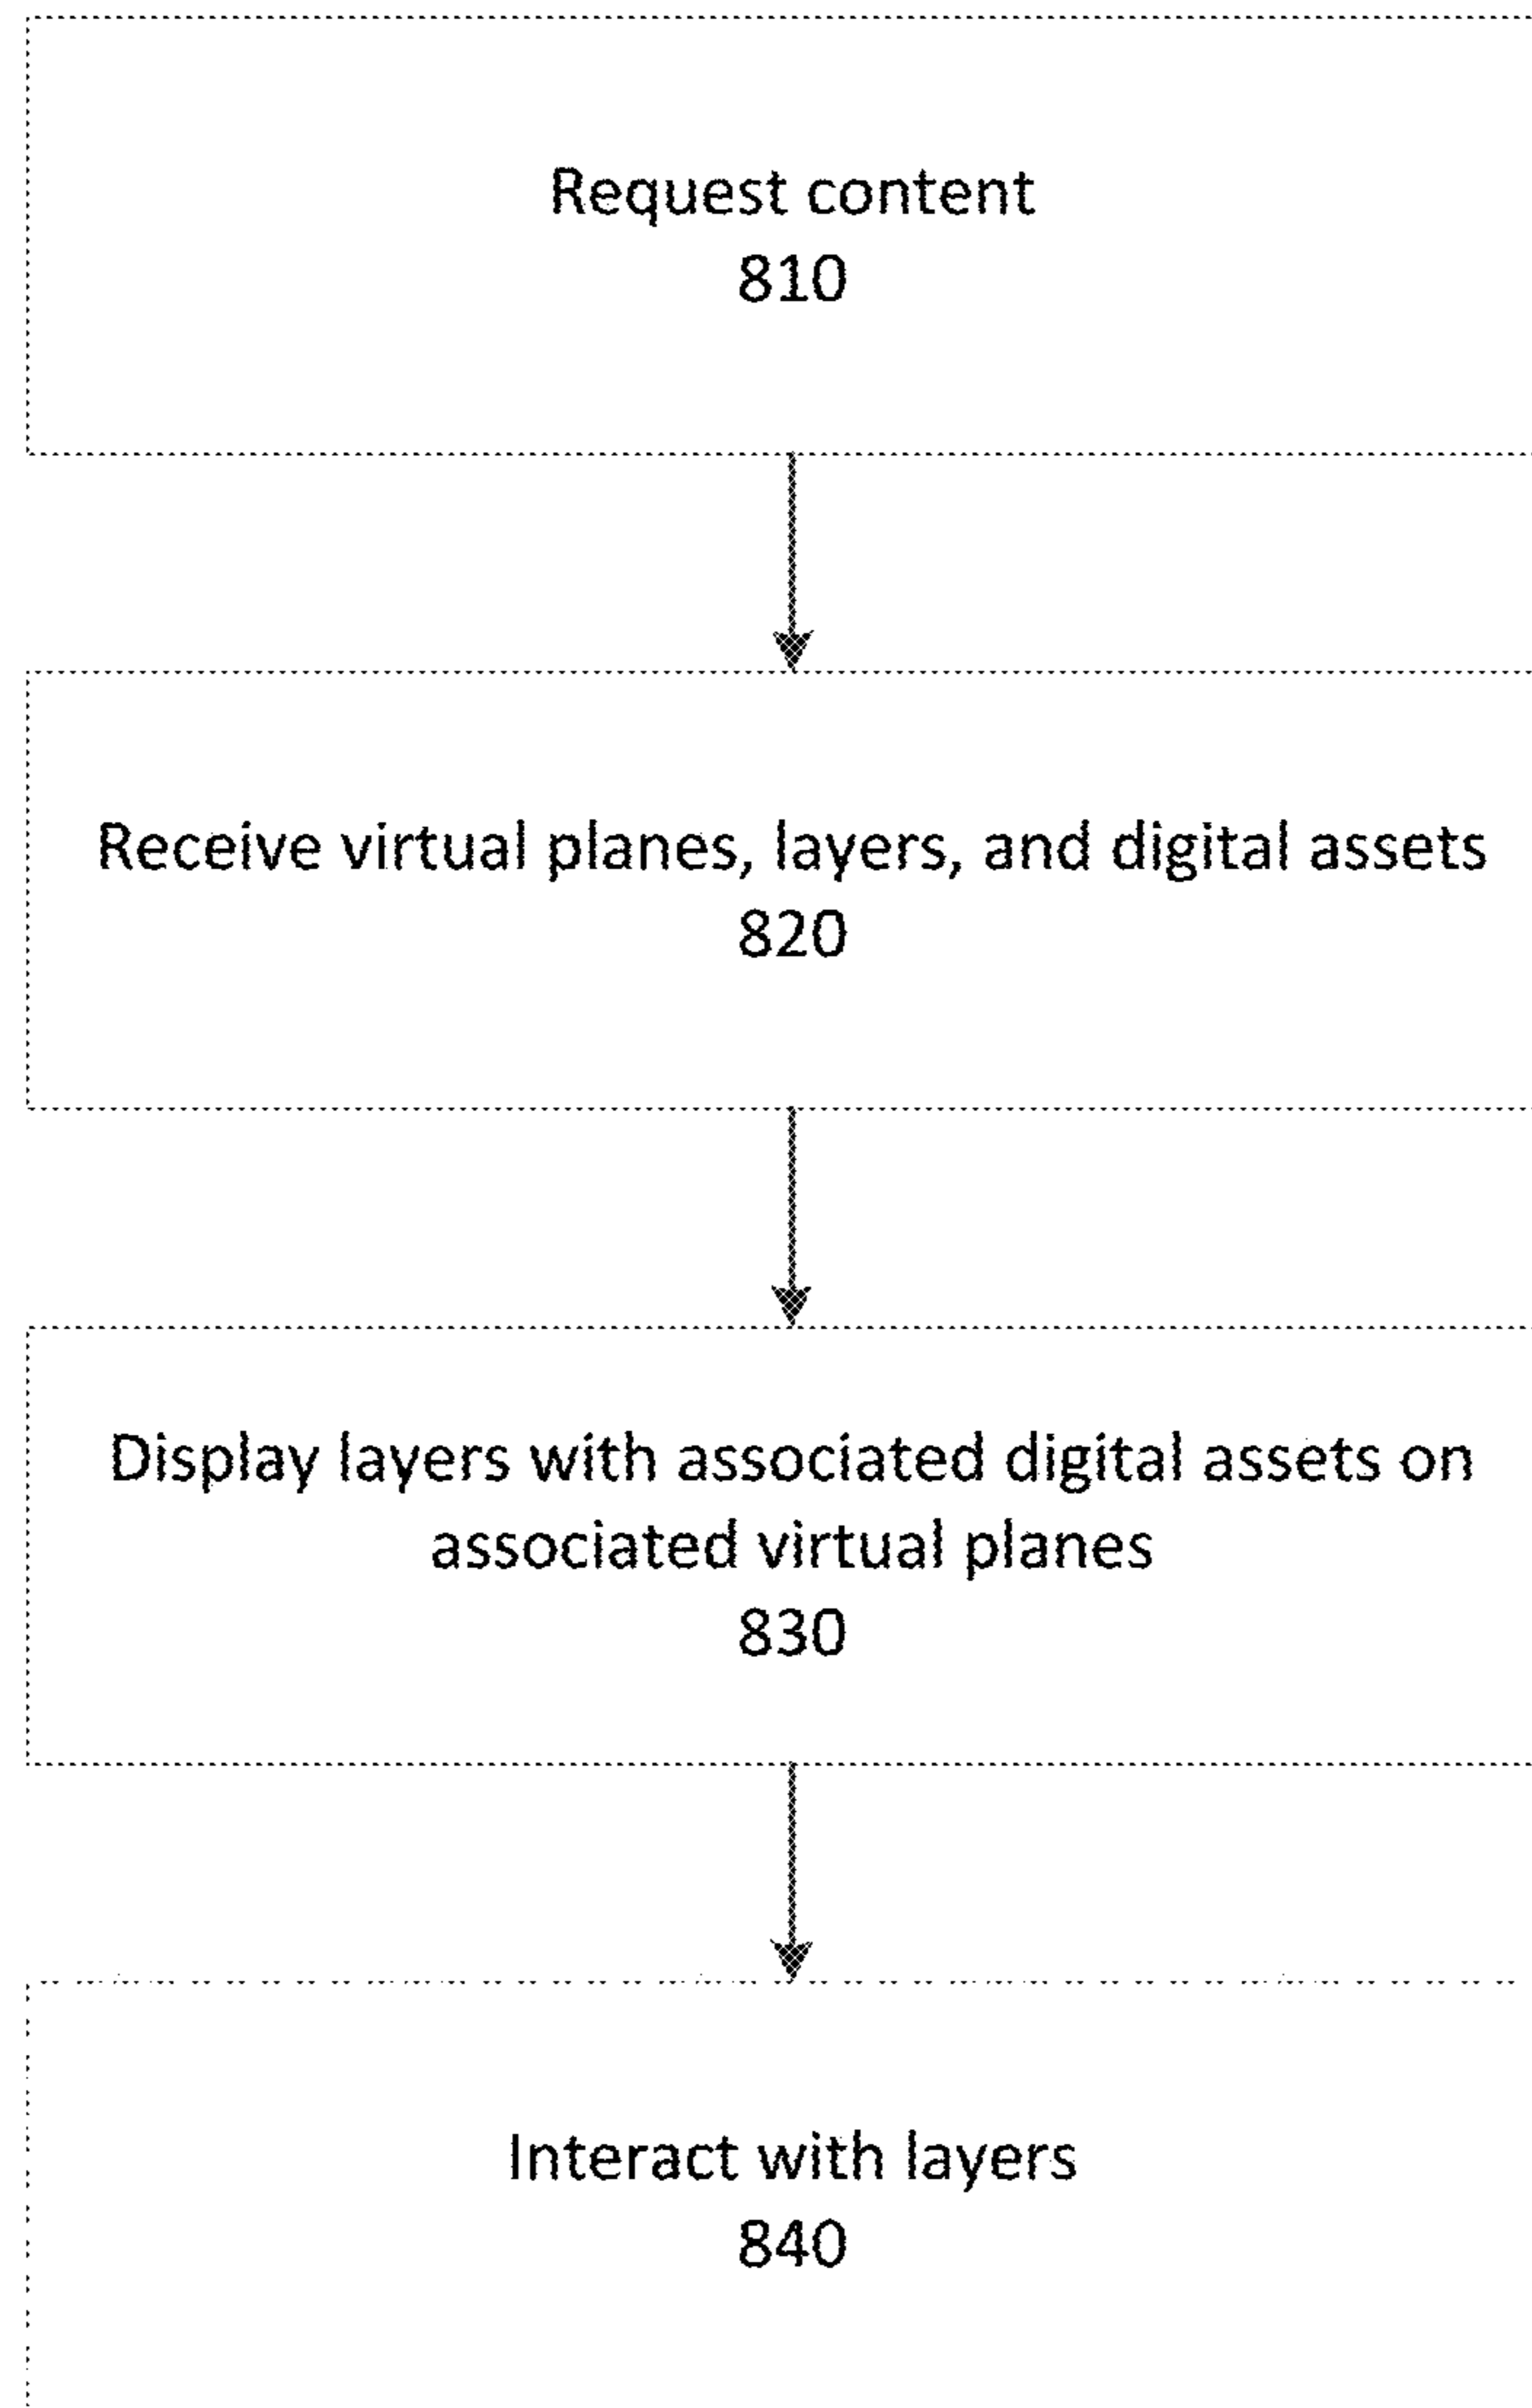 Request content
810
Receive virtual planes, layers, and digital assets
820
Display layers with associated digital assets on
associated virtual planes
830
Interact with layers
840